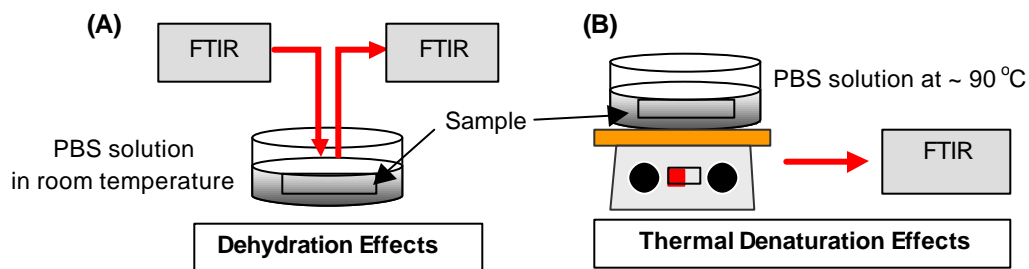 (A)
FTIR
FTIR
Sample
PBS solution
in room temperature
Dehydration Effects
(B)
PBS solution at ~ 90 °C
FTIR
Thermal Denaturation Effects